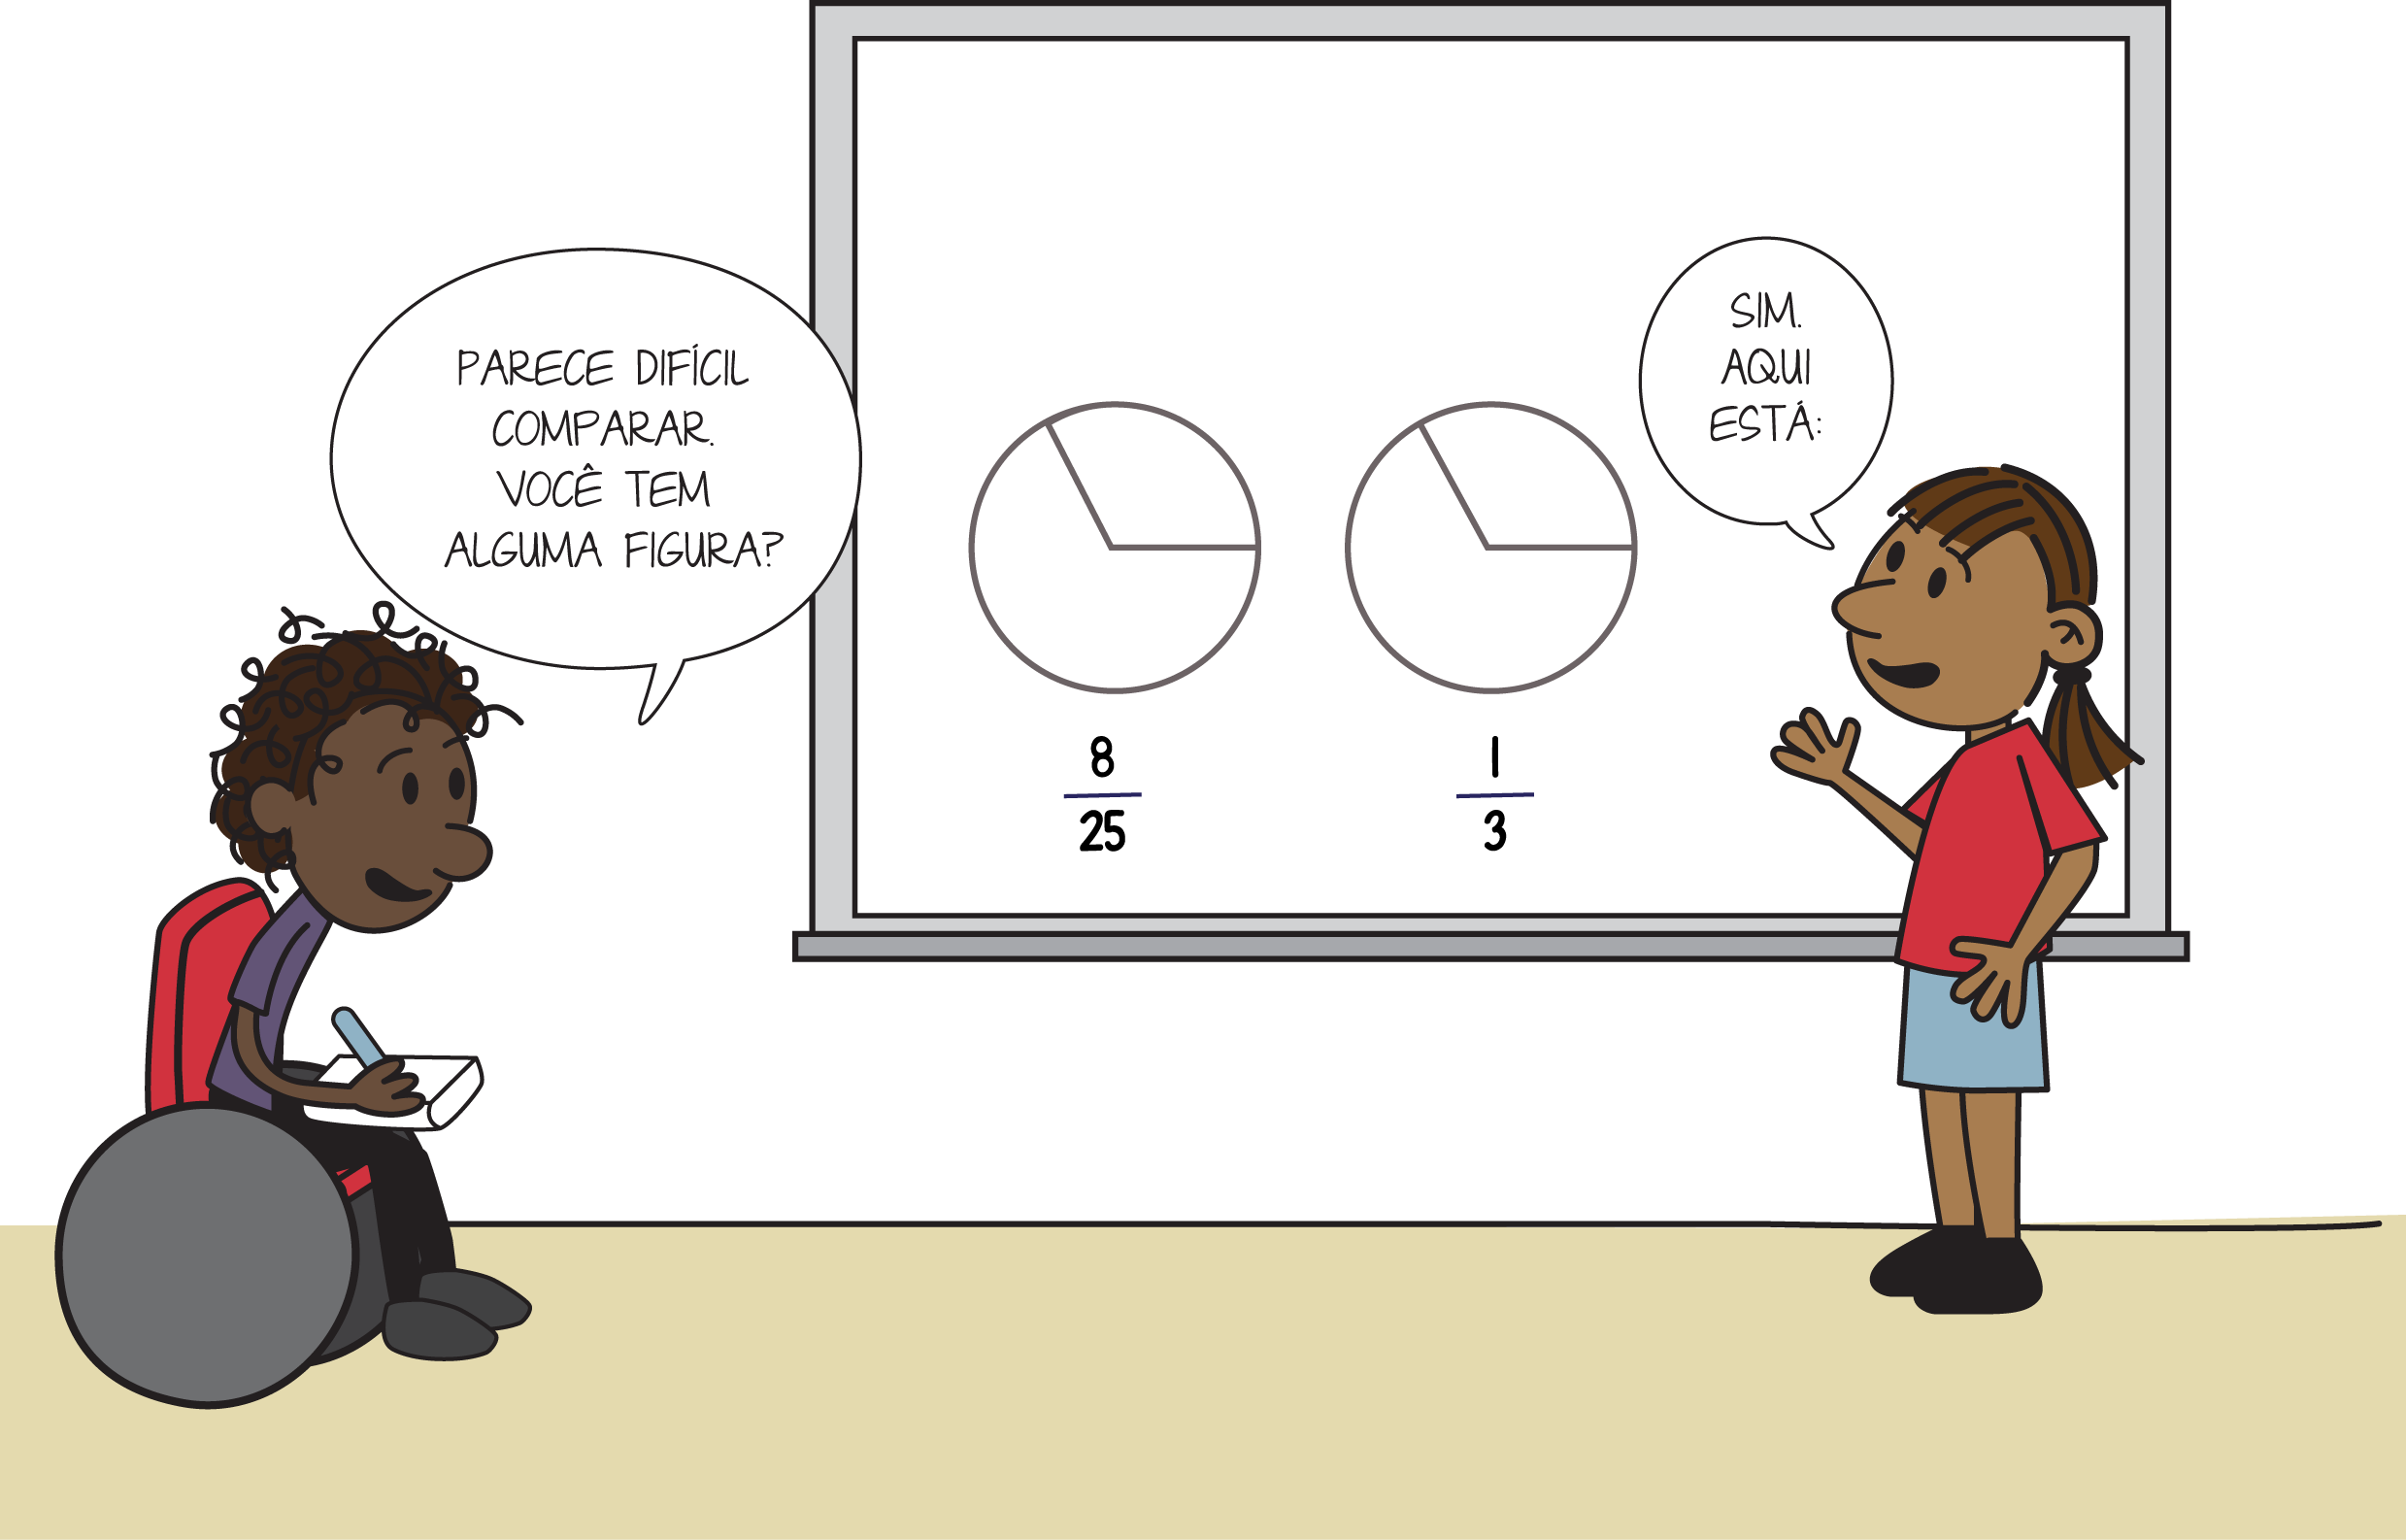 PARECE DIFÍCIL
COMPARAR.
VOCÊ TEM
ALGUMA FIGURA?
SIM.
AQUI
ESTÁ:
8
25
1
3